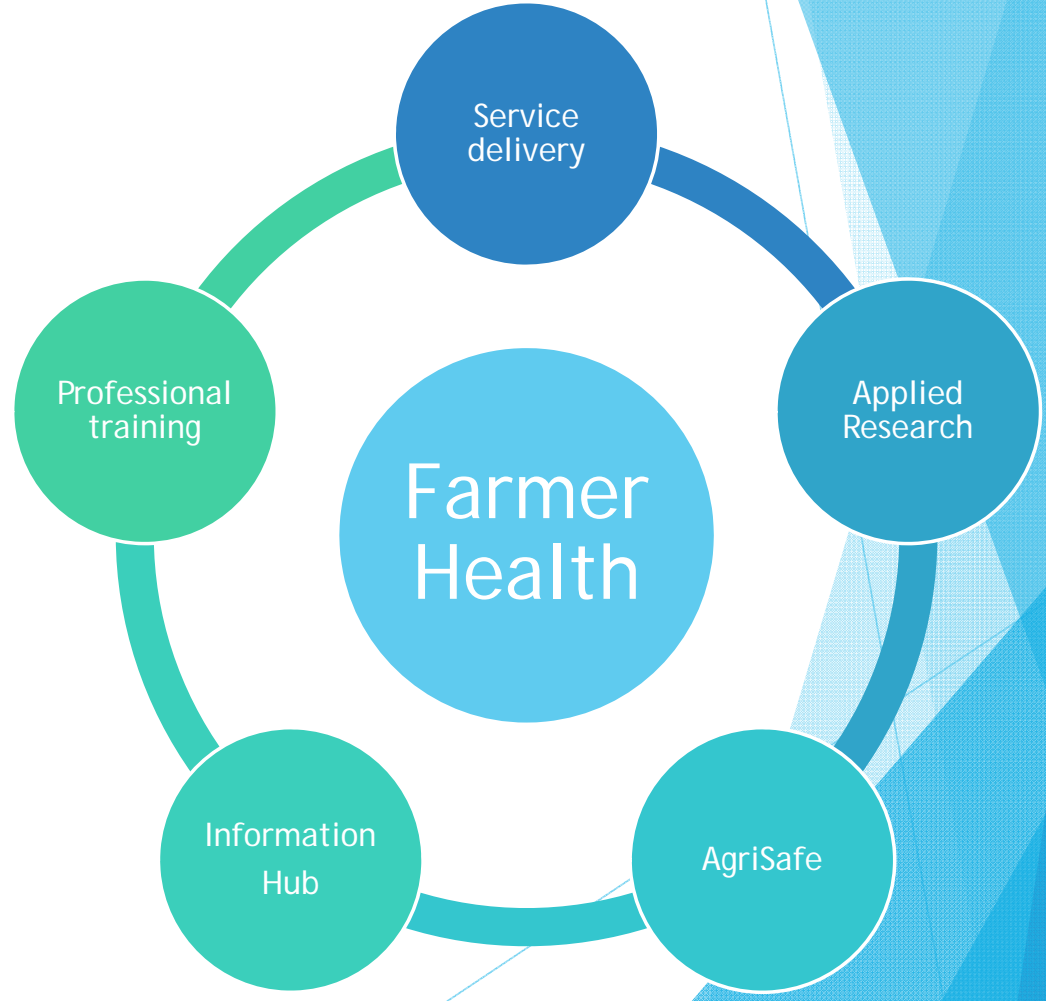 Service
delivery
Applied
Research
AgriSafe
Information
Hub
Professional
training
Farmer
Health